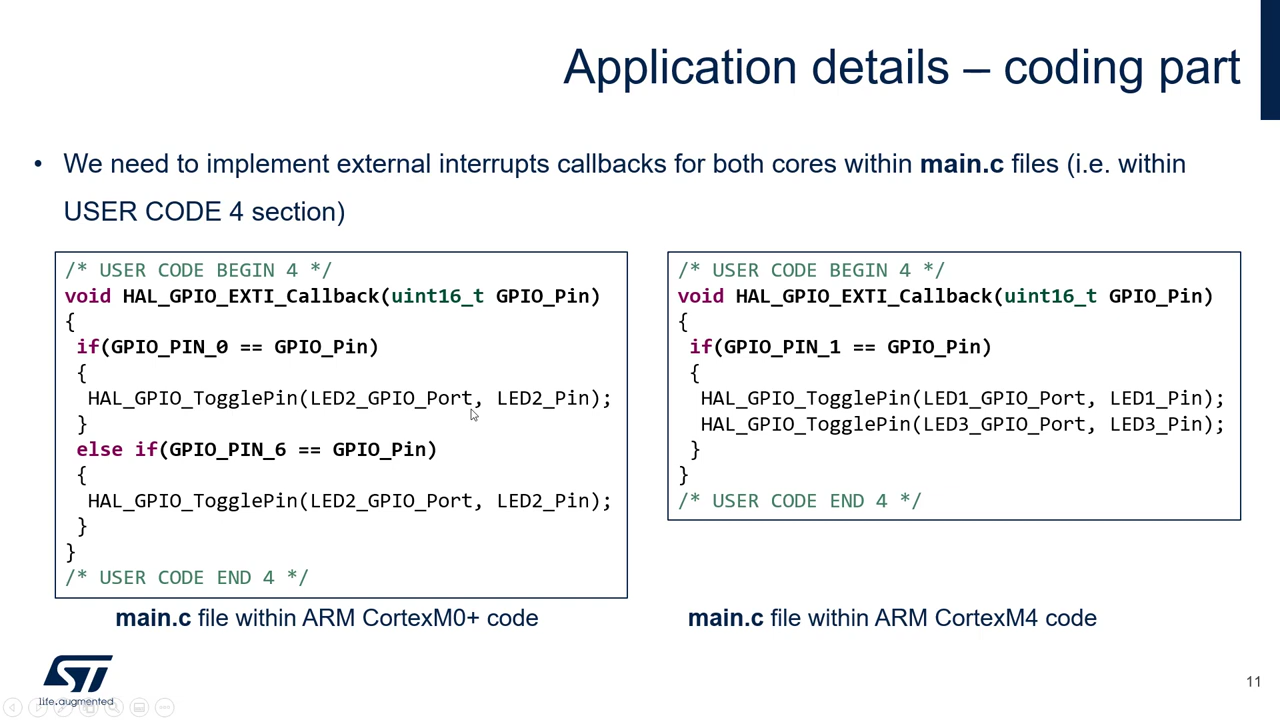 Application details – coding part
• We need to implement external interrupts callbacks for both cores within main.c files (i.e. within
USER CODE 4 section)
/* USER CODE BEGIN 4 */
void HAL_GPIO_EXTI_Callback(uint16_t GPIO_Pin)
{
if(GPIO_PIN_0 == GPIO_Pin)
{
HAL_GPIO_TogglePin(LED2_GPIO_Port, LED2_Pin);
}
else if(GPIO_PIN_6 == GPIO_Pin)
{
HAL_GPIO_TogglePin(LED2_GPIO_Port, LED2_Pin);
}
}
/* USER CODE END 4 */
main.c file within ARM CortexM0+ code
/* USER CODE BEGIN 4 */
void HAL_GPIO_EXTI_Callback(uint16_t GPIO_Pin)
{
if(GPIO_PIN_1 == GPIO_Pin)
{
HAL_GPIO_TogglePin(LED1_GPIO_Port, LED1_Pin);
HAL_GPIO_TogglePin(LED3_GPIO_Port, LED3_Pin);
}
}
/* USER CODE END 4 */
main.c file within ARM CortexM4 code
ST
life.augmented
11